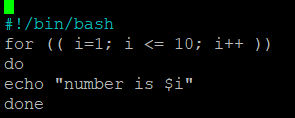 #!/bin/bash
for (( i=1; i <= 10; i++ ))
do
echo "number is $i"
done